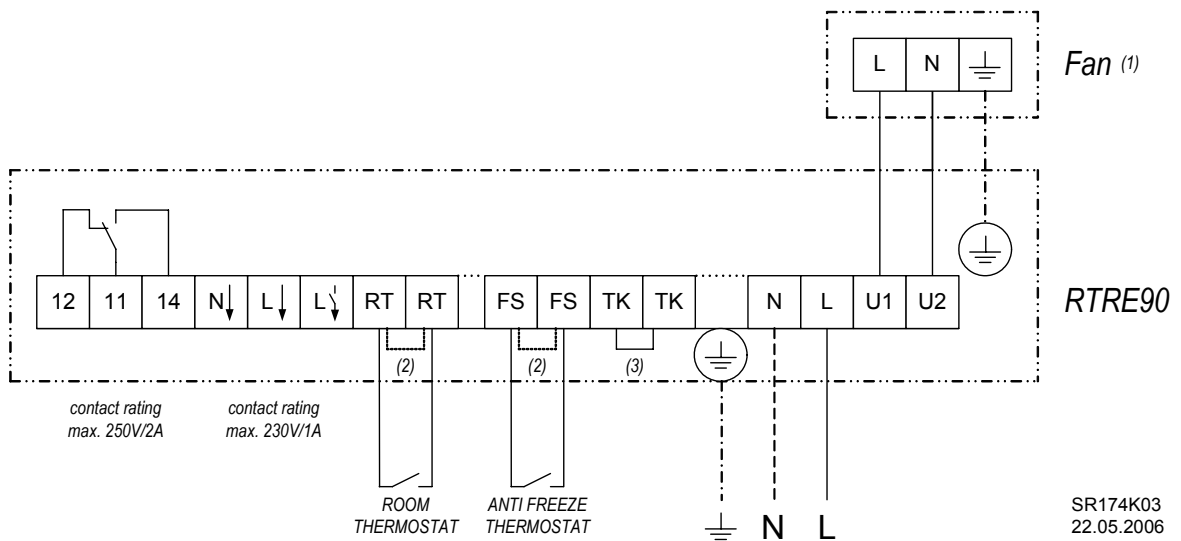 L N
Fan (1)
12 11 14 N L L RT RT FS FS TK TK N L U1 U2
RTRE90
(2) (2) (3)
contact rating
max. 250V/2A
contact rating
max. 230V/1A
ROOM
THERMOSTAT
ANTI FREEZE
THERMOSTAT
N L
SR174K03
22.05.2006